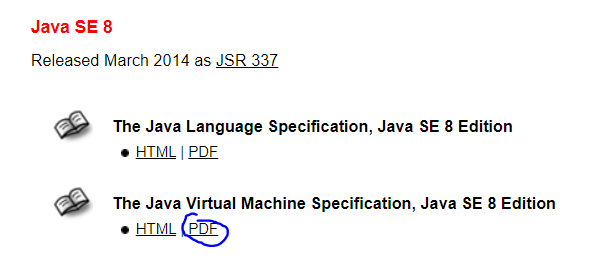 Java SE 8
Released March 2014 as JSR 337
The Java Language Specification, Java SE 8 Edition
● HTML | PDF
The Java Virtual Machine Specification, Java SE 8 Edition
● HTML | PDF